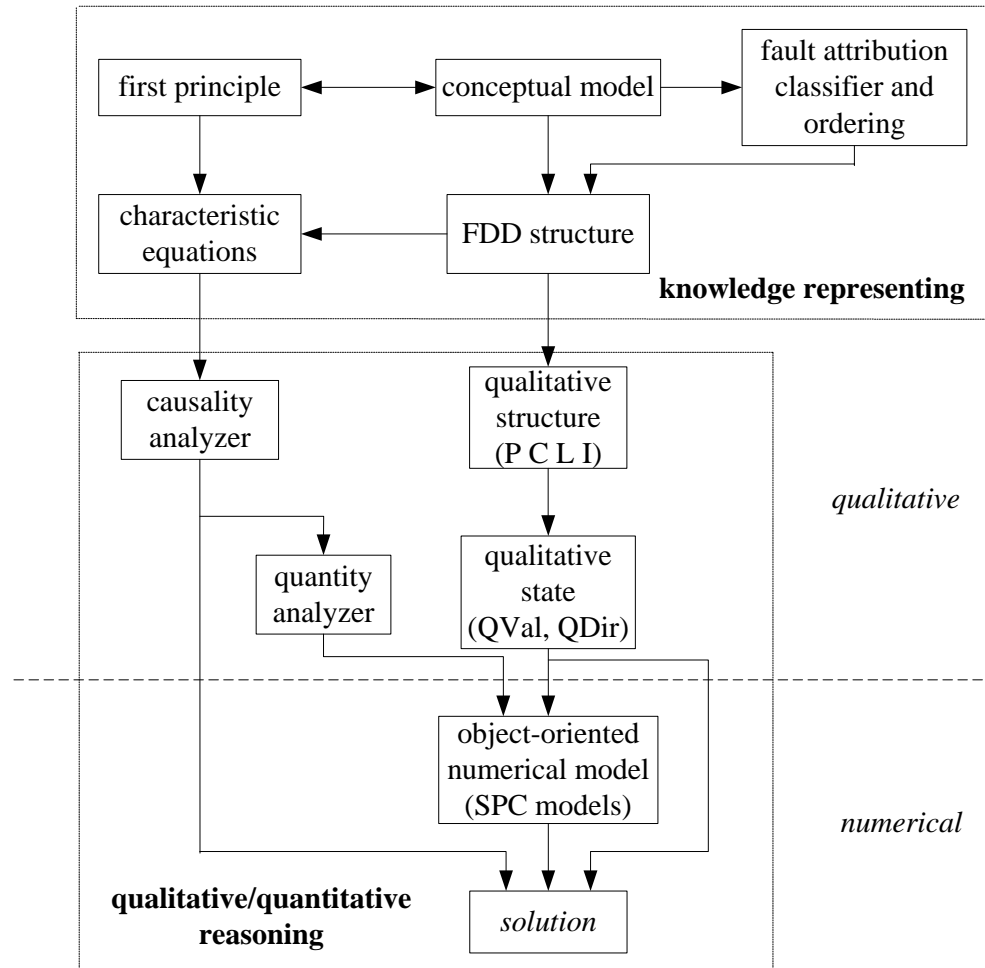 first principle
conceptual model
fault attribution
classifier and
ordering
characteristic
equations
FDD structure
knowledge representing
causality
analyzer
qualitative
structure
(P C L I)
qualitative
quantity
analyzer
qualitative
state
(QVal, QDir)
object-oriented
numerical model
(SPC models)
numerical
qualitative/quantitative
reasoning
solution